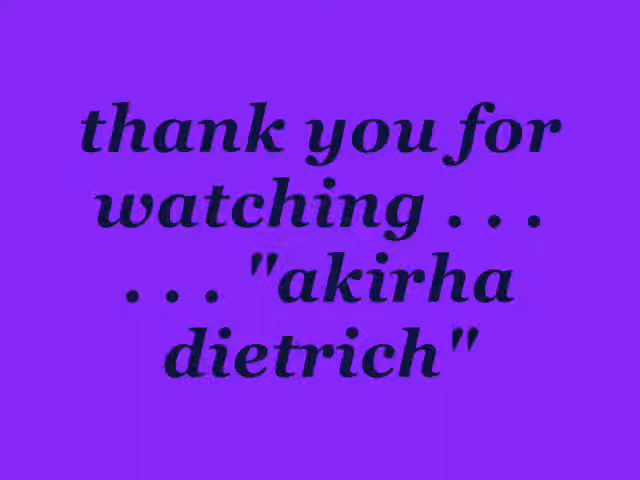 thank you for
watching . . .
. . . "akirha
dietrich"